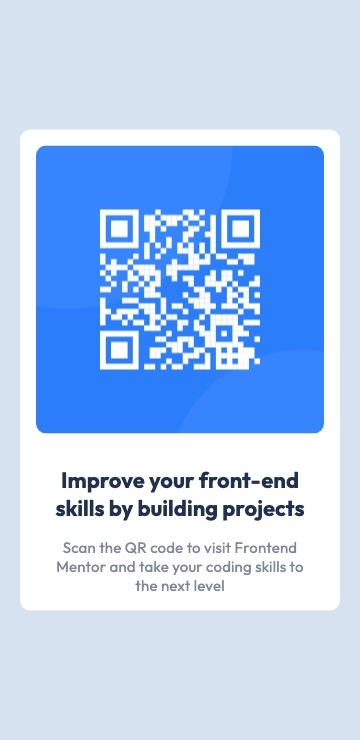 Improve your front-end
skills by building projects
Scan the QR code to visit Frontend
Mentor and take your coding skills to
the next level